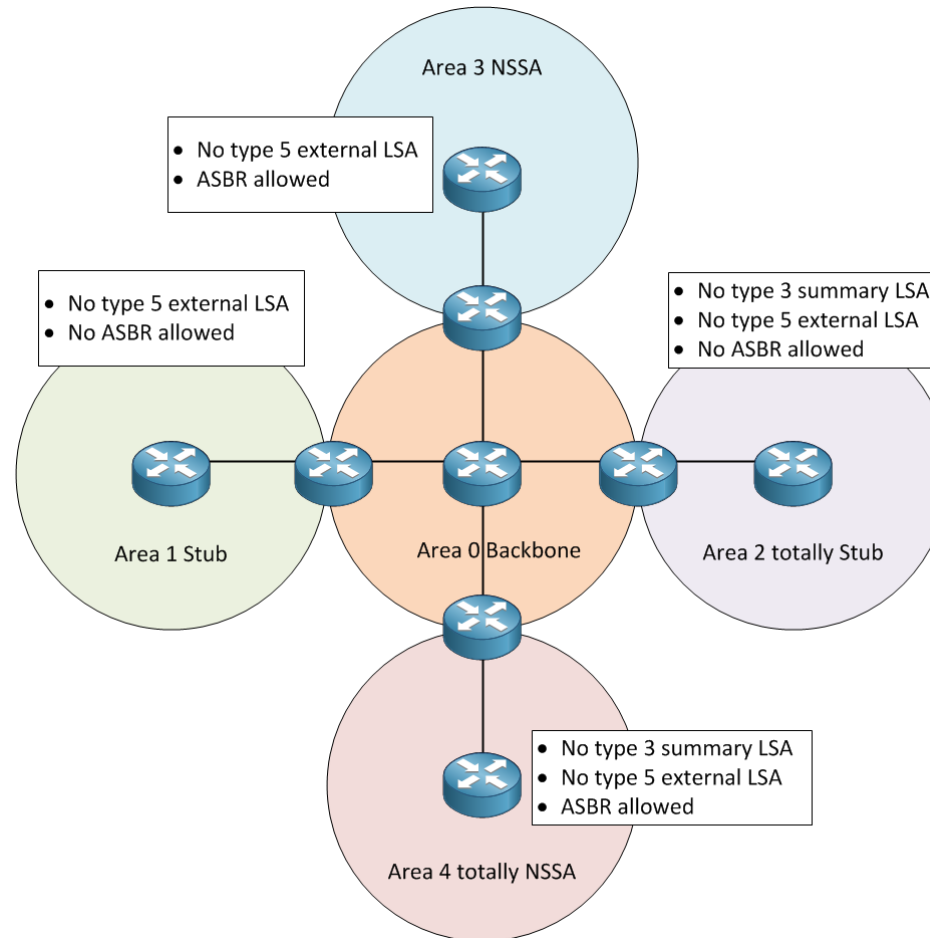 Area 3 NSSA
• No type 5 external LSA
• ASBR allowed
• No type 5 external LSA
• No ASBR allowed
• No type 3 summary LSA
• No type 5 external LSA
• No ASBR allowed
Area 1 Stub
Area 0 Backbone
Area 2 totally Stub
• No type 3 summary LSA
• No type 5 external LSA
• ASBR allowed
Area 4 totally NSSA